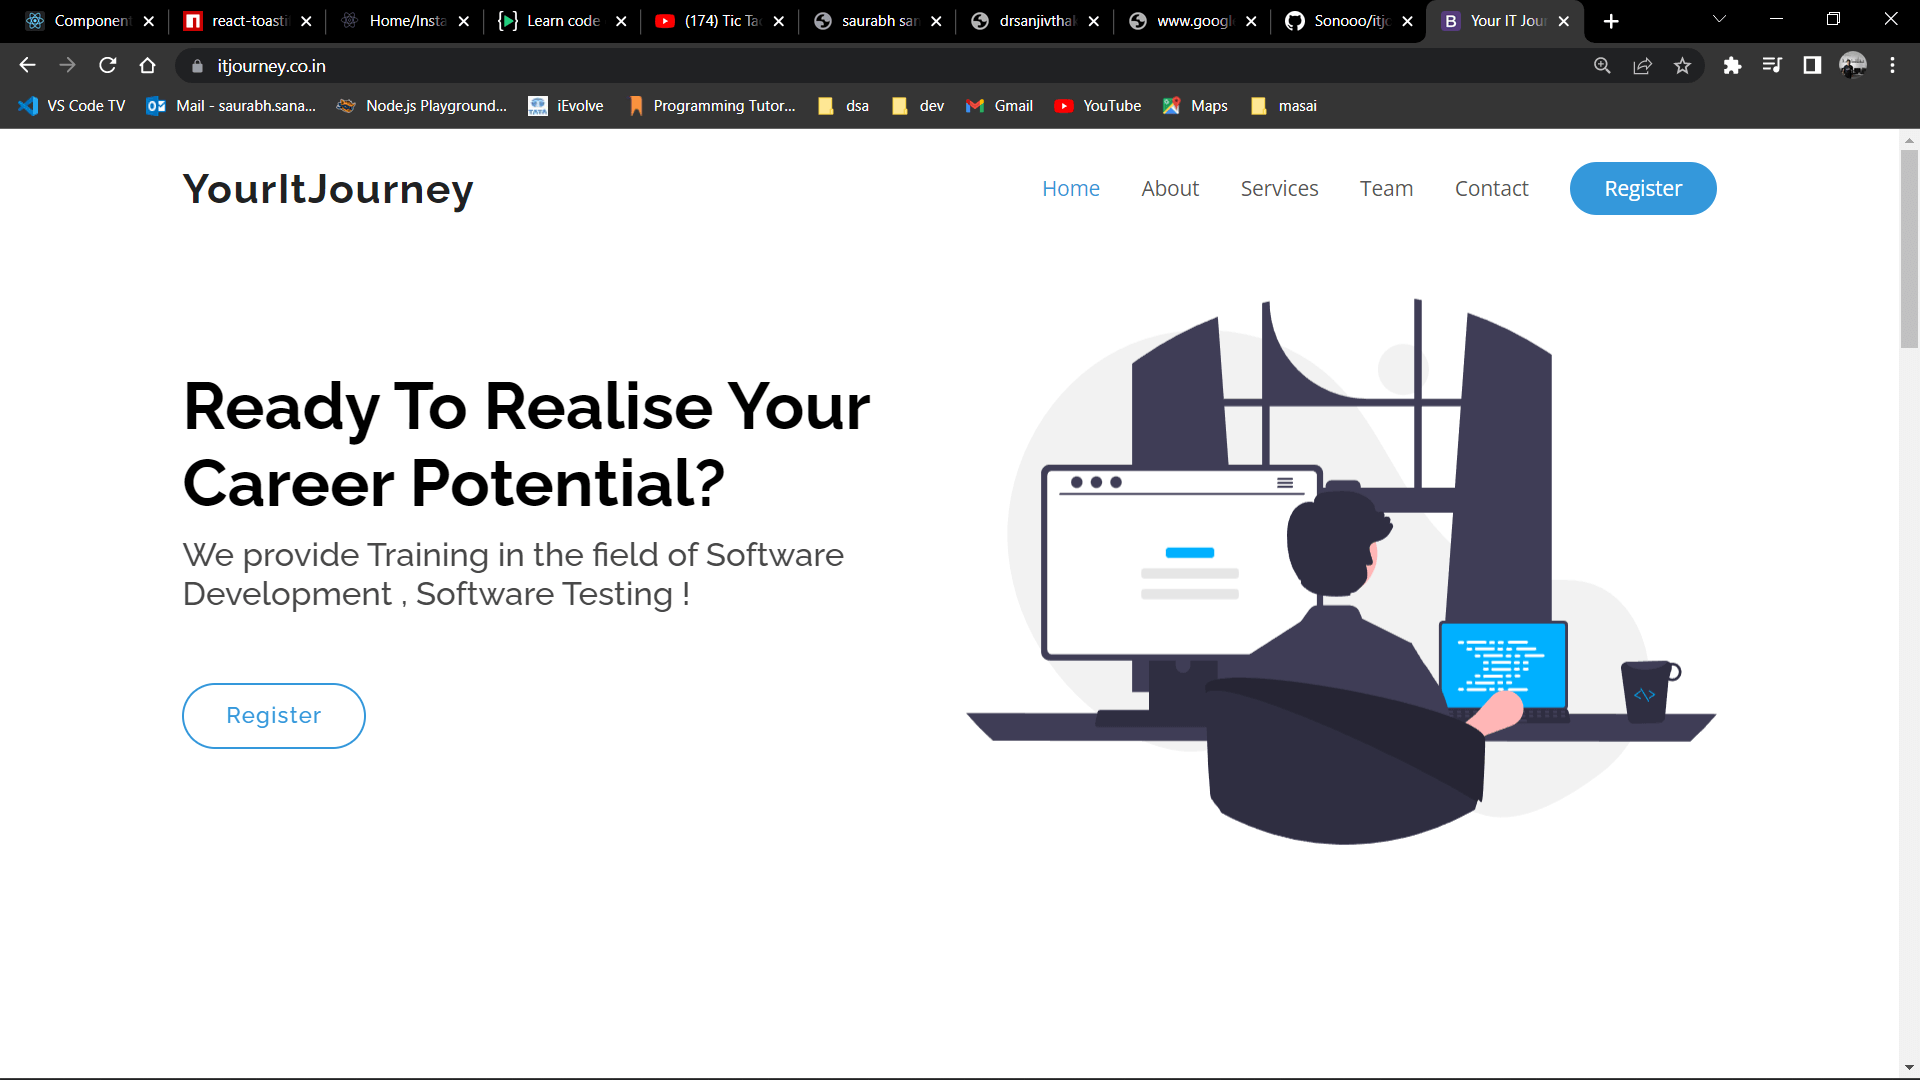 Component
react-toasti
Home/Insta
Learn code
(174) Tic Tac
saurabh san
drsanjivthak
www.googl
Sonooo/itjo
Your IT Jour
itjourney.co.in
VS Code TV
Mail - saurabh.sana...
Node.js Playground...
iEvolve
Programming Tutor...
dsa
dev
Gmail
YouTube
Maps
masai
YourItJourney
Home
About
Services
Team
Contact
Register
Ready To Realise Your
Career Potential?
We provide Training in the field of Software
Development , Software Testing !
Register